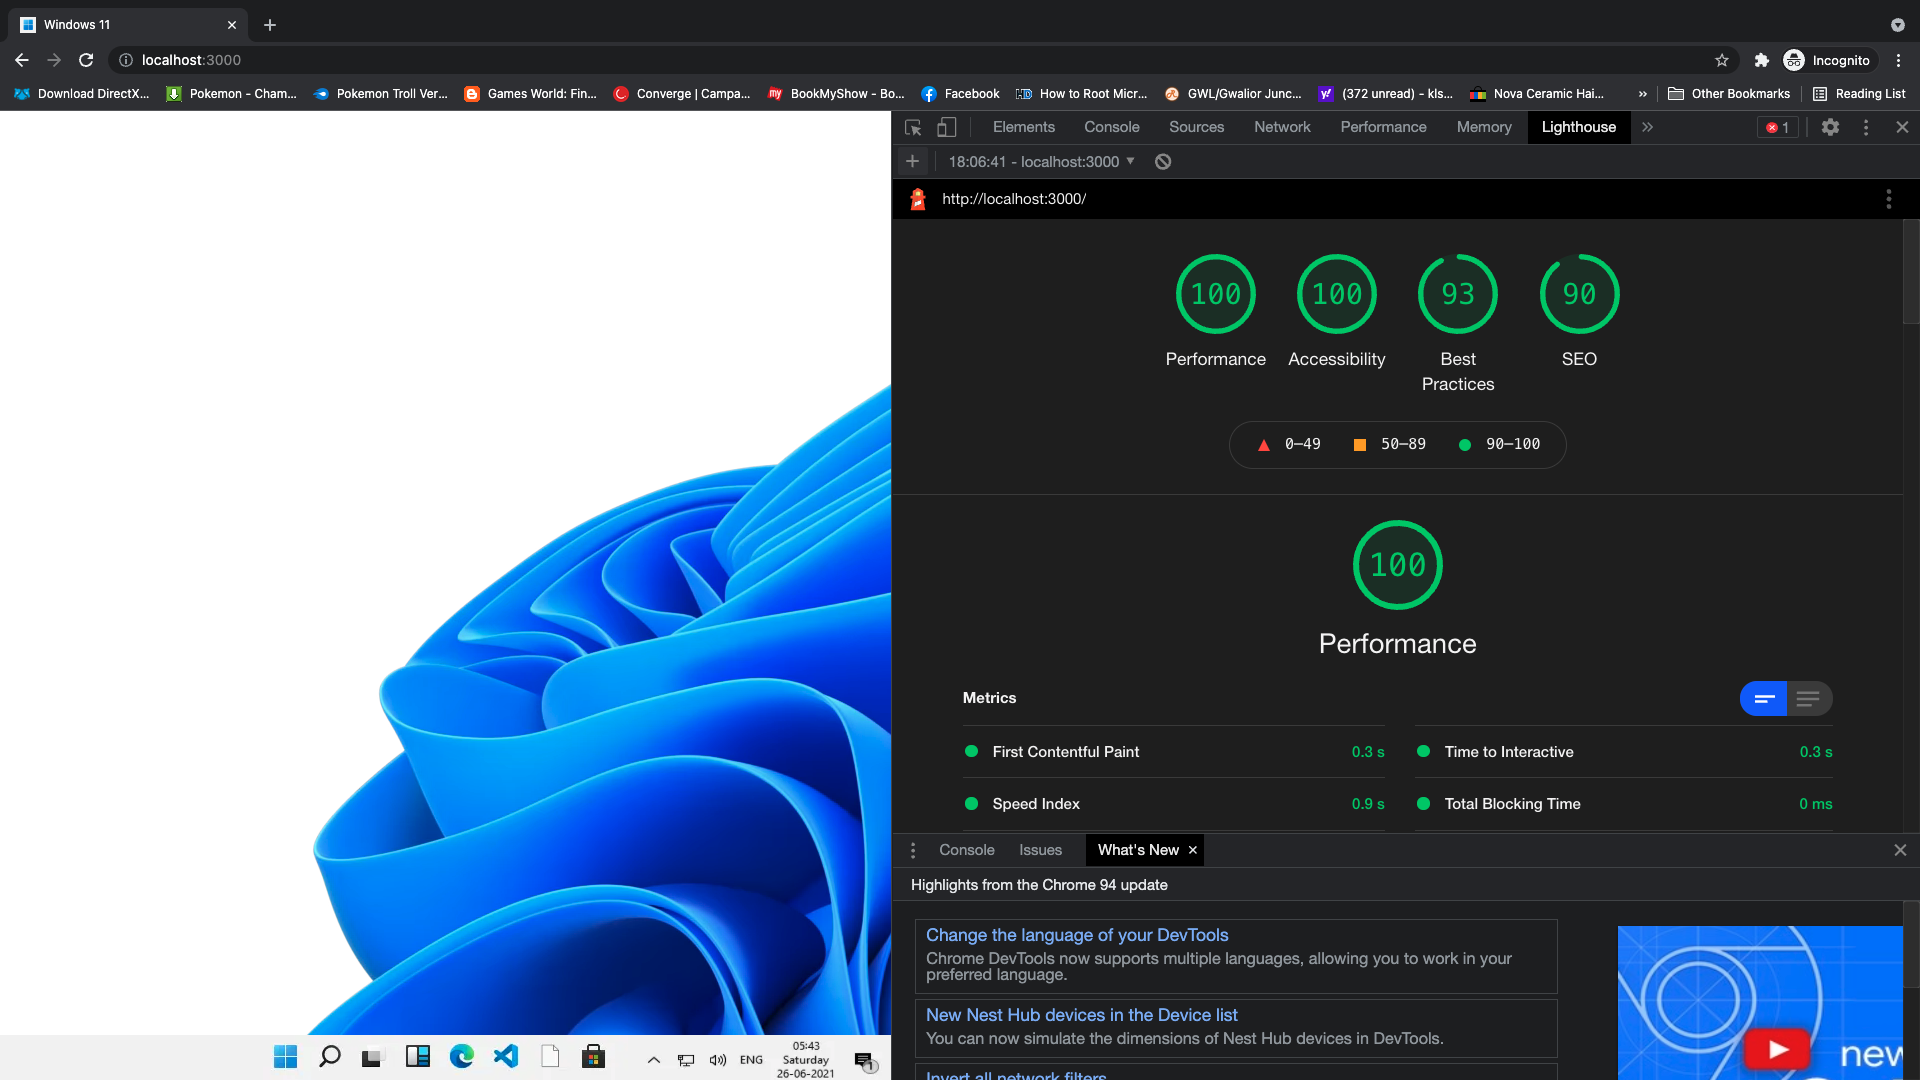 Windows 11
localhost:3000
Incognito
Download DirectX...
Pokemon - Cham...
Pokemon Troll Ver...
Games World: Fin...
Converge | Campa...
my
BookMyShow - Bo...
Facebook
HD
How to Root Micr...
GWL/Gwalior Junc...
y!
(372 unread) - kls...
Nova Ceramic Hai...
»
Other Bookmarks
Reading List
Elements
Console
Sources
Network
Performance
Memory
Lighthouse
»
1
18:06:41 - localhost:3000
http://localhost:3000/
100
100
93
90
Performance
Accessibility
Best
Practices
SEO
0–49
50–89
90–100
100
Performance
Metrics
First Contentful Paint
0.3 s
Time to Interactive
0.3 s
Speed Index
0.9 s
Total Blocking Time
0 ms
Console
Issues
What's New
Highlights from the Chrome 94 update
Change the language of your DevTools
Chrome DevTools now supports multiple languages, allowing you to work in your
preferred language.
New Nest Hub devices in the Device list
You can now simulate the dimensions of Nest Hub devices in DevTools.
Invert all network filters
new
ENG
05:43
Saturday
26-06-2021
1